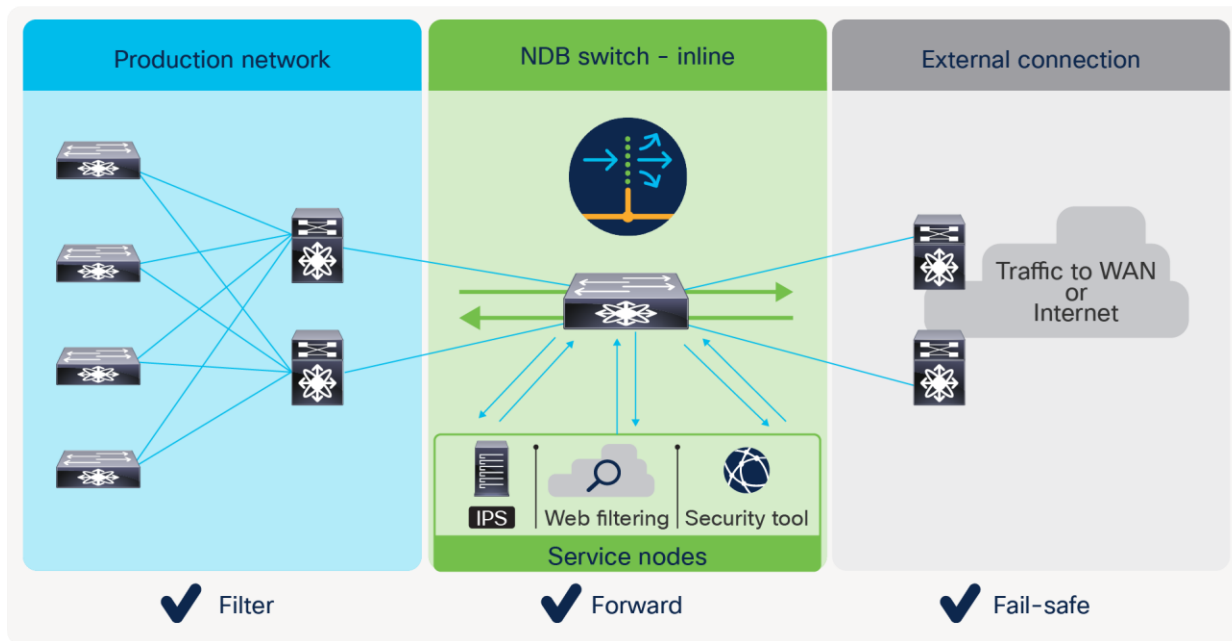 Production network
NDB switch - inline
External connection
Traffic to WAN
or
Internet
IPS
Web filtering
Security tool
Service nodes
Filter
Forward
Fail-safe